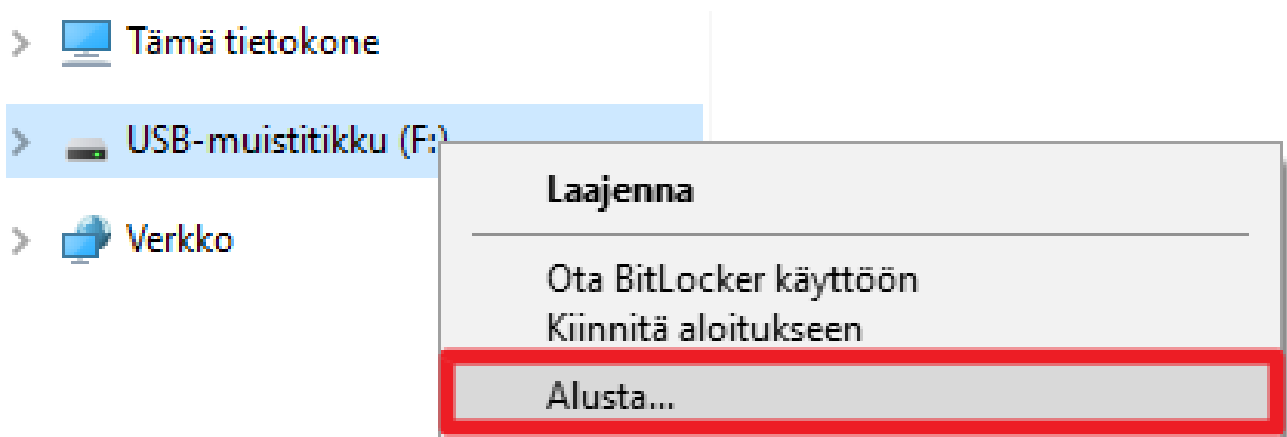 Tämä tietokone
USB-muistitikku (F:)
Verkko
Laajenna
Ota BitLocker käyttöön
Kiinnitä aloitukseen
Alusta...